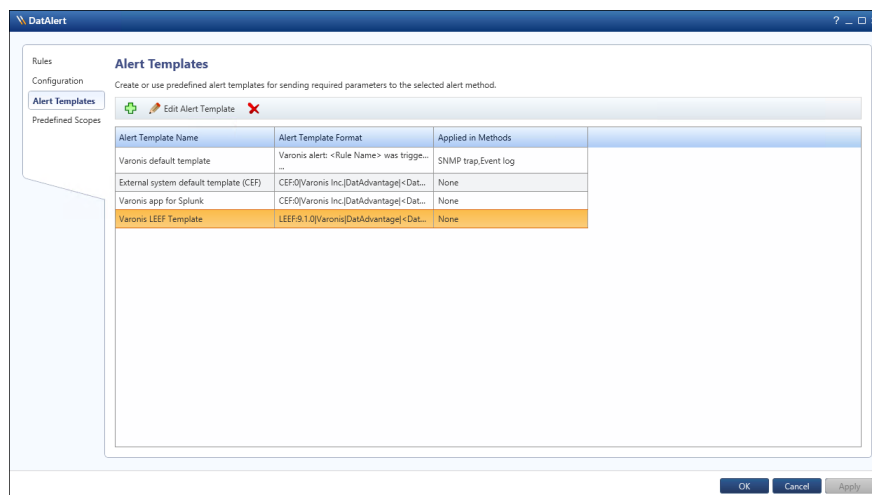 DatAlert
?
Rules
Configuration
Alert Templates
Predefined Scopes
Alert Templates
Create or use predefined alert templates for sending required parameters to the selected alert method.
Edit Alert Template
Alert Template Name Alert Template Format Applied in Methods
Varonis default template Varonis alert: <Rule Name> was trigge... ... SNMP trap,Event log
External system default template (CEF) CEF:0|Varonis Inc.|DatAdvantage|<Dat... None
Varonis app for Splunk CEF:0|Varonis Inc.|DatAdvantage|<Dat... None
Varonis LEEF Template LEEF:9.1.0|Varonis|DatAdvantage|<Dat... None
OK Cancel Apply